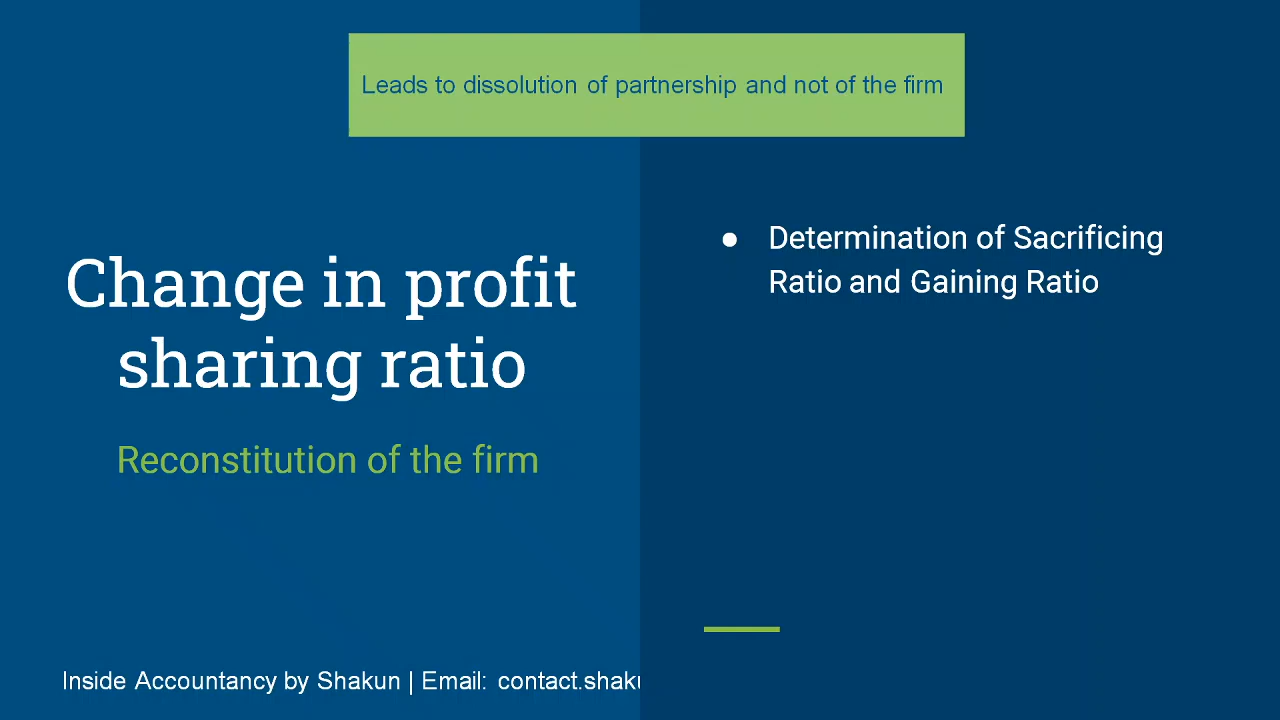 Leads to dissolution of partnership and not of the firm
Change in profit
sharing ratio
Reconstitution of the firm
● Determination of Sacrificing
Ratio and Gaining Ratio
Inside Accountancy by Shakun | Email: